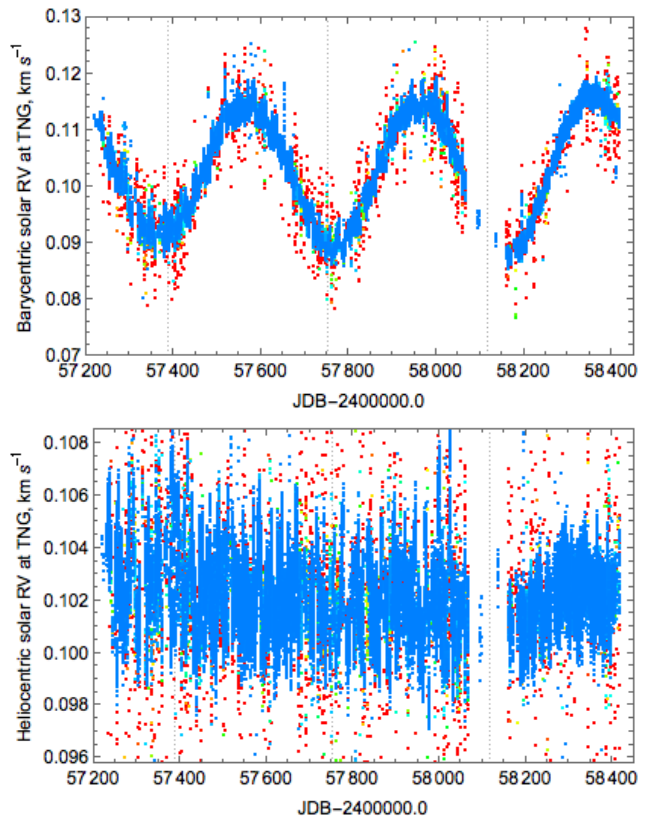 0.13
0.12
0.11
0.10
0.09
0.08
0.07
Barycentric solar RV at TNG, km s⁻¹
57 200 57 400 57 600 57 800 58 000 58 200 58 400
JDB-2400000.0
0.108
0.106
0.104
0.102
0.100
0.098
0.096
Heliocentric solar RV at TNG, km s⁻¹
57 200 57 400 57 600 57 800 58 000 58 200 58 400
JDB-2400000.0